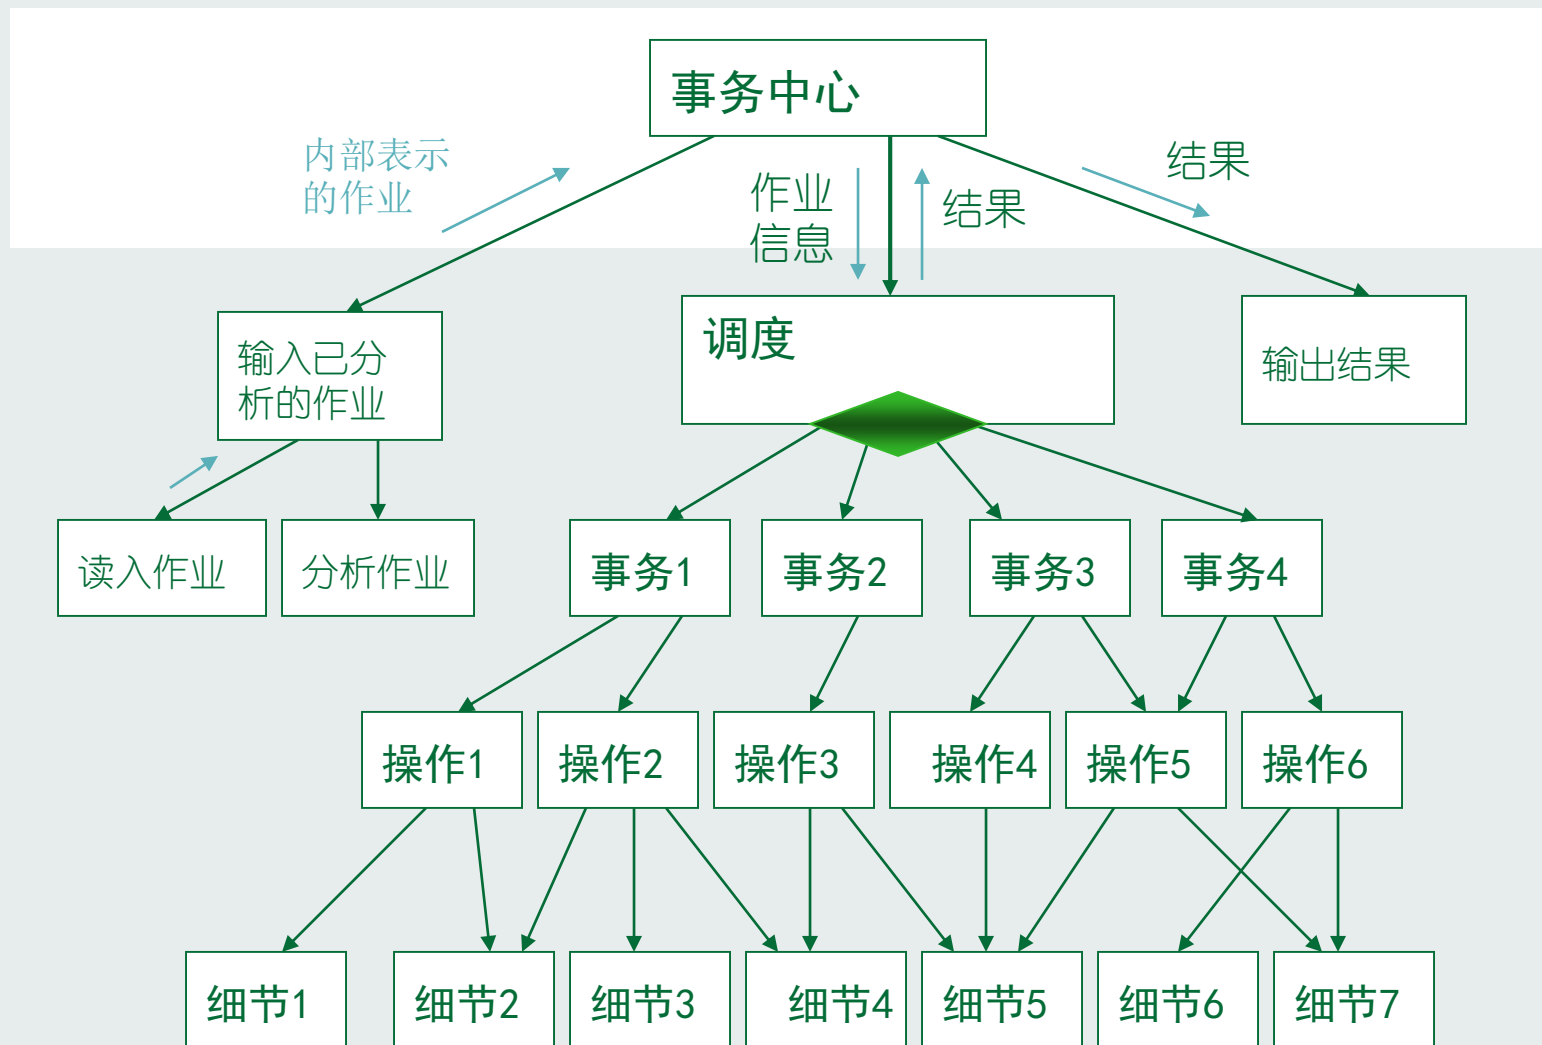 事务中心
内部表示
的作业
作业
信息
结果
结果
输入已分
析的作业
调度
输出结果
读入作业
分析作业
事务1
事务2
事务3
事务4
操作1
操作2
操作3
操作4
操作5
操作6
细节1
细节2
细节3
细节4
细节5
细节6
细节7